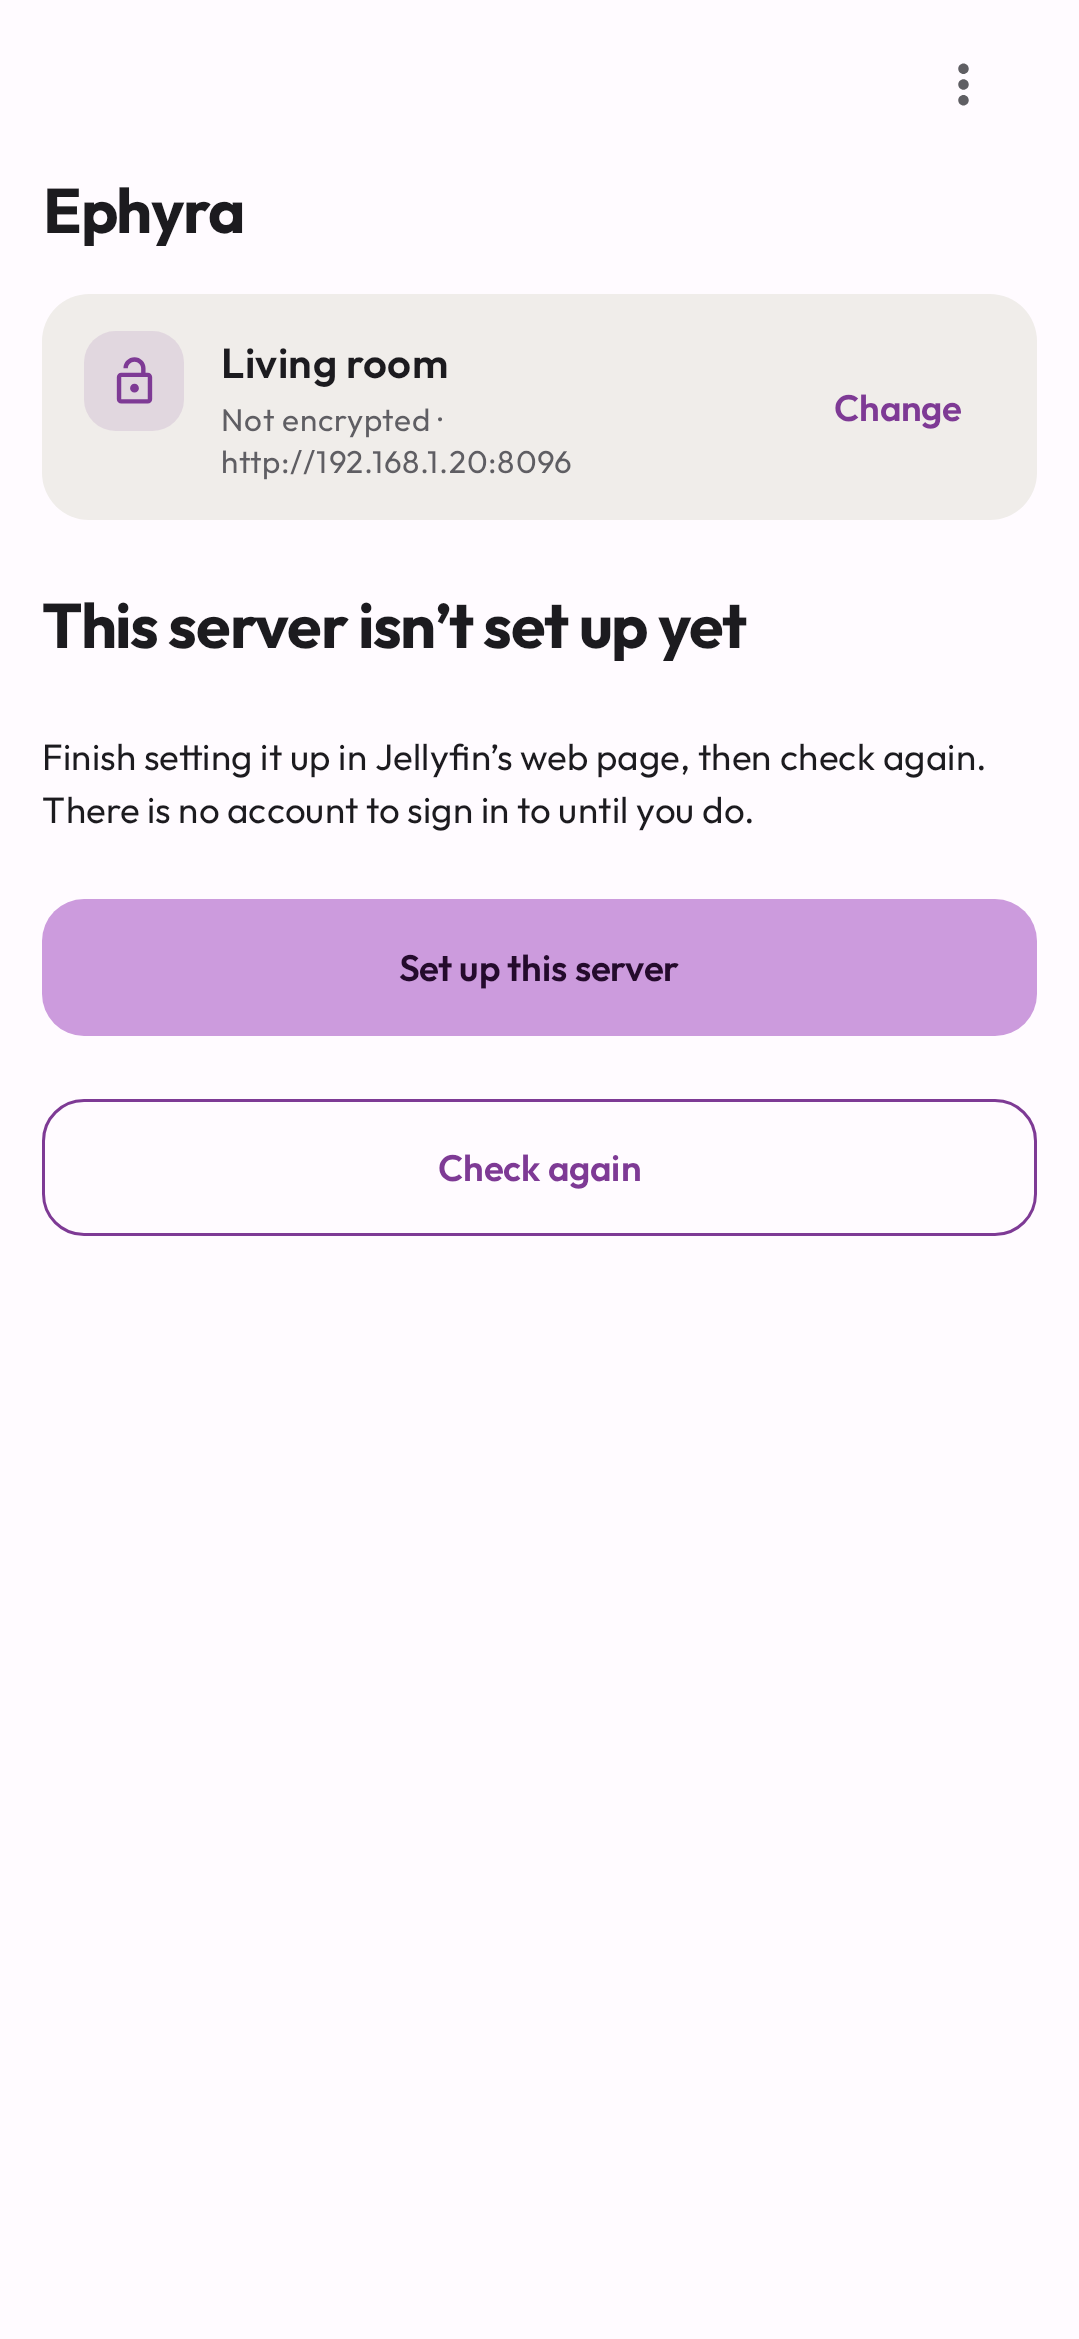 Ephyra
Living room
Not encrypted ·
http://192.168.1.20:8096
Change
This server isn’t set up yet
Finish setting it up in Jellyfin’s web page, then check again.
There is no account to sign in to until you do.
Set up this server
Check again